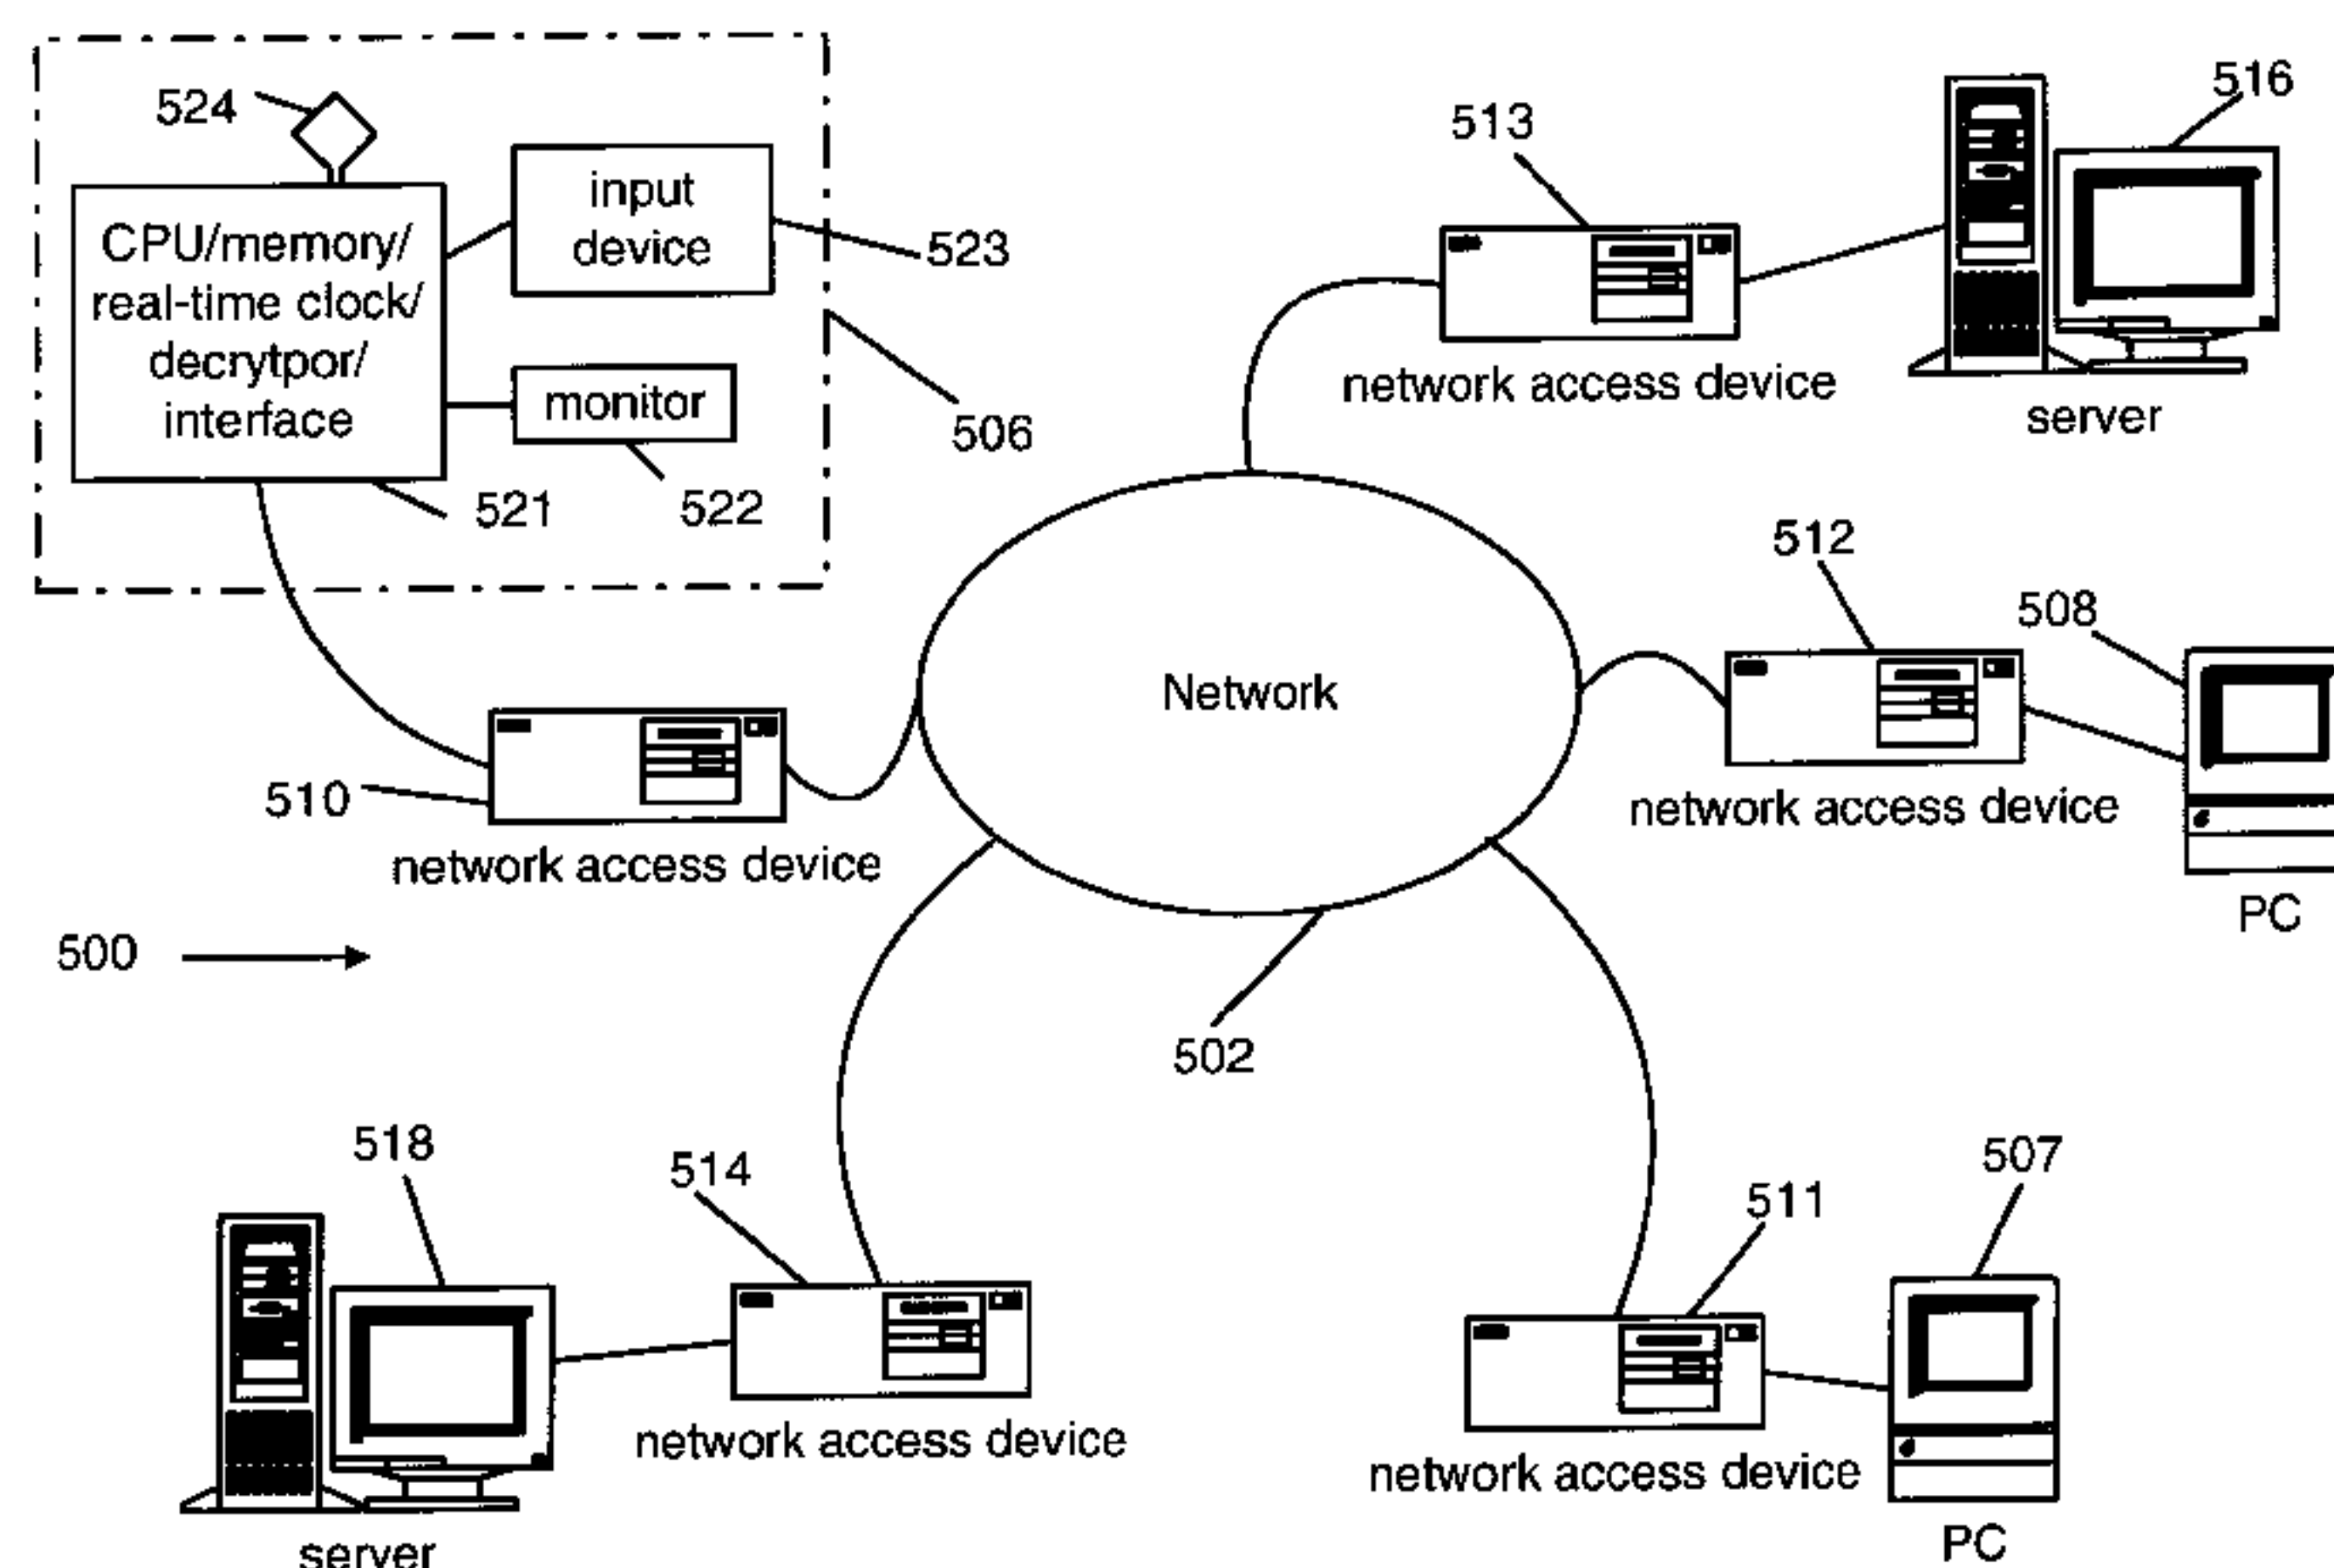 524
input
device
CPU/memory/
real-time clock/
decrytpor/
interface
523
monitor
506
521
522
513
516
network access device
server
512
508
Network
510
network access device
network access device
PC
500
502
518
514
511
507
network access device
network access device
server
PC